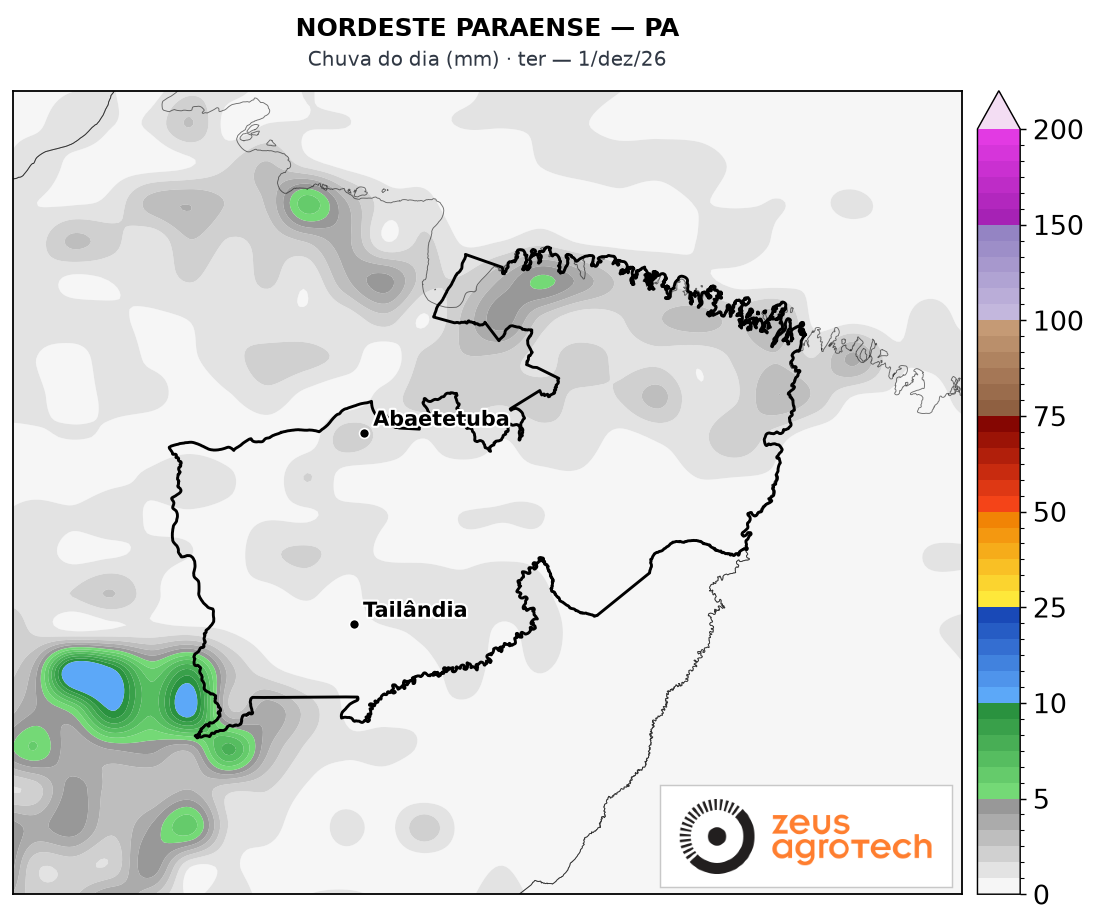 NORDESTE PARAENSE — PA
Chuva do dia (mm) · ter — 1/dez/26
200
150
100
75
50
25
10
5
0
Abaetetuba
Tailândia
zeus
agrotech